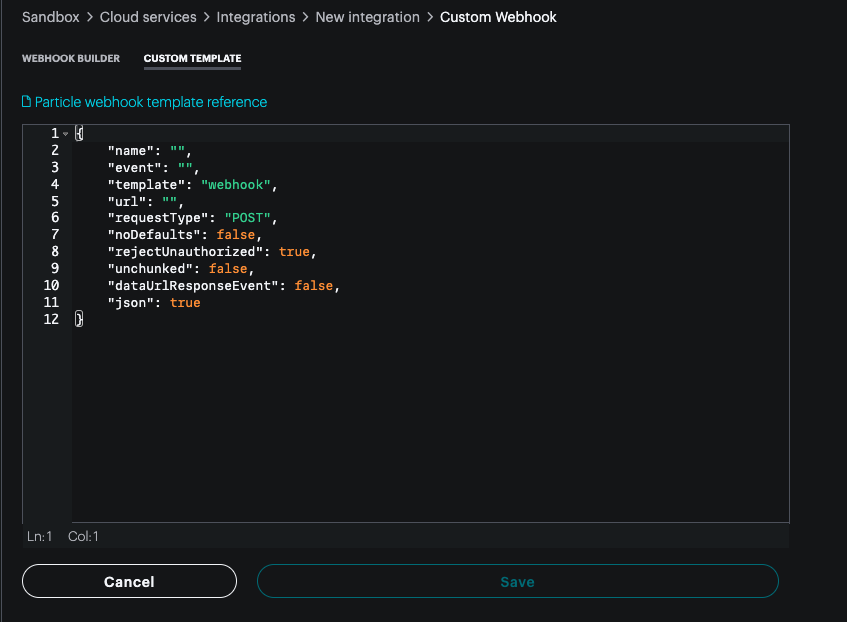 Sandbox > Cloud services > Integrations > New integration > Custom Webhook
WEBHOOK BUILDER CUSTOM TEMPLATE
Particle webhook template reference
1 {
2 "name": "",
3 "event": "",
4 "template": "webhook",
5 "url": "",
6 "requestType": "POST",
7 "noDefaults": false,
8 "rejectUnauthorized": true,
9 "unchunked": false,
10 "dataUrlResponseEvent": false,
11 "json": true
12 }
Ln:1 Col:1
Cancel Save